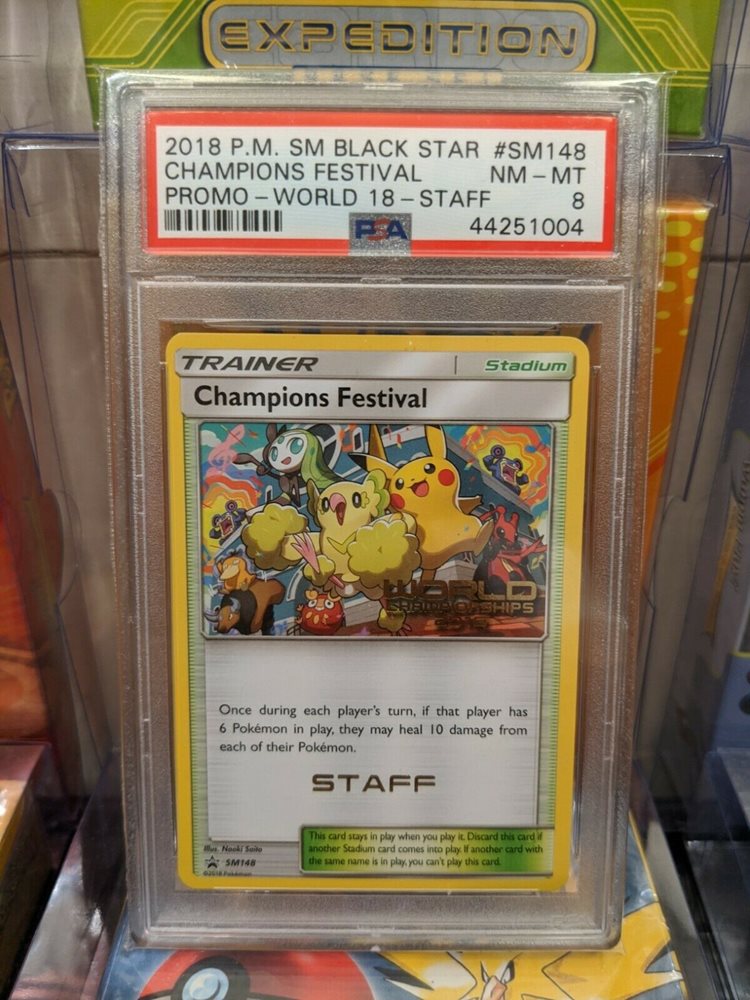 EXPEDITION
2018 P.M. SM BLACK STAR #SM148
CHAMPIONS FESTIVAL NM - MT
PROMO - WORLD 18 - STAFF 8
PSA 44251004
TRAINER Stadium
Champions Festival
WORLD
CHAMPIONSHIPS
2018
Once during each player's turn, if that player has
6 Pokémon in play, they may heal 10 damage from
each of their Pokémon.
STAFF
This card stays in play when you play it. Discard this card if
another Stadium card comes into play. If another card with
the same name is in play, you can't play this card.
Illus. Naoki Saito
SM148
©2018 Pokémon